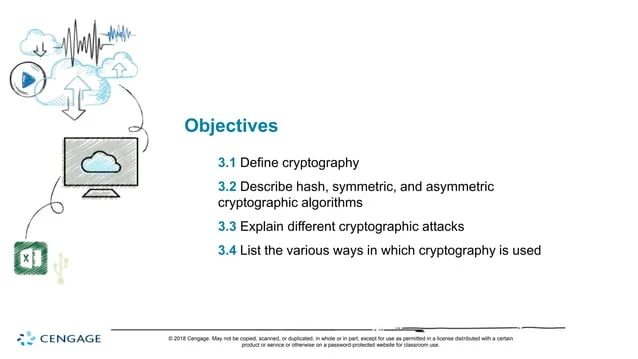 Objectives
3.1 Define cryptography
3.2 Describe hash, symmetric, and asymmetric
cryptographic algorithms
3.3 Explain different cryptographic attacks
3.4 List the various ways in which cryptography is used
X
CENGAGE
© 2018 Cengage. May not be copied, scanned, or duplicated, in whole or in part, except for use as permitted in a license distributed with a certain
product or service or otherwise on a password-protected website for classroom use.